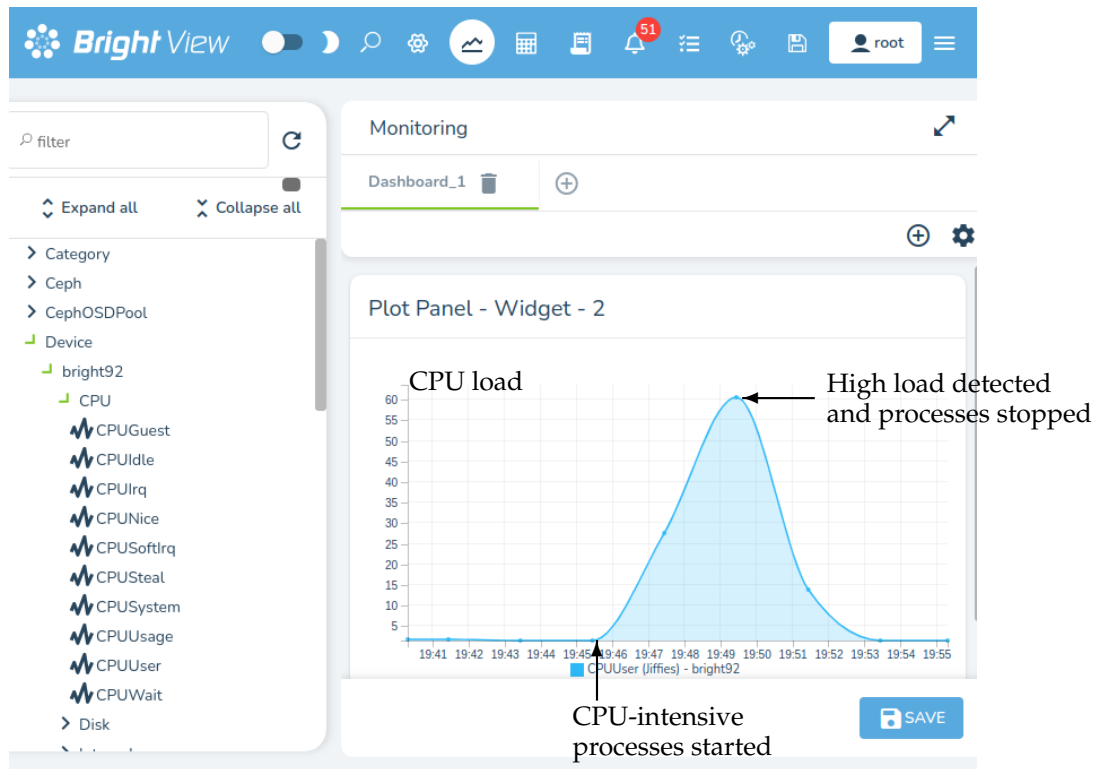 Bright View
51
root
filter
Expand all
Collapse all
Category
Ceph
CephOSDPool
Device
bright92
CPU
CPUGuest
CPUIdle
CPUIrq
CPUNice
CPUSoftIrq
CPUSteal
CPUSystem
CPUUsage
CPUUser
CPUWait
Disk
Monitoring
Dashboard_1
Plot Panel - Widget - 2
CPU load
High load detected
and processes stopped
60
55
50
45
40
35
30
25
20
15
10
5
19:41 19:42 19:43 19:44 19:45 19:46 19:47 19:48 19:49 19:50 19:51 19:52 19:53 19:54 19:55
CPUUser (Jiffies) - bright92
CPU-intensive
processes started
SAVE